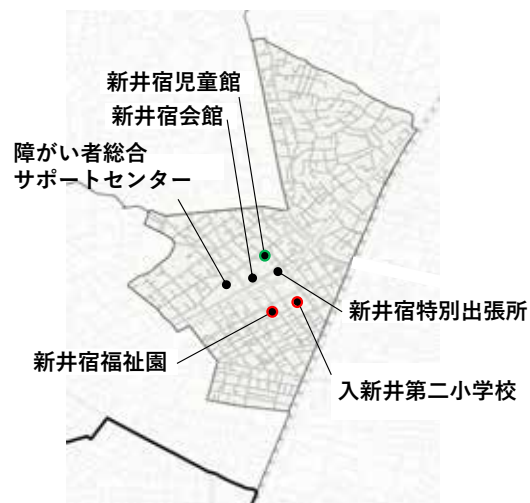 新井宿児童館
新井宿会館
障がい者総合
サポートセンター
新井宿特別出張所
新井宿福祉園
入新井第二小学校